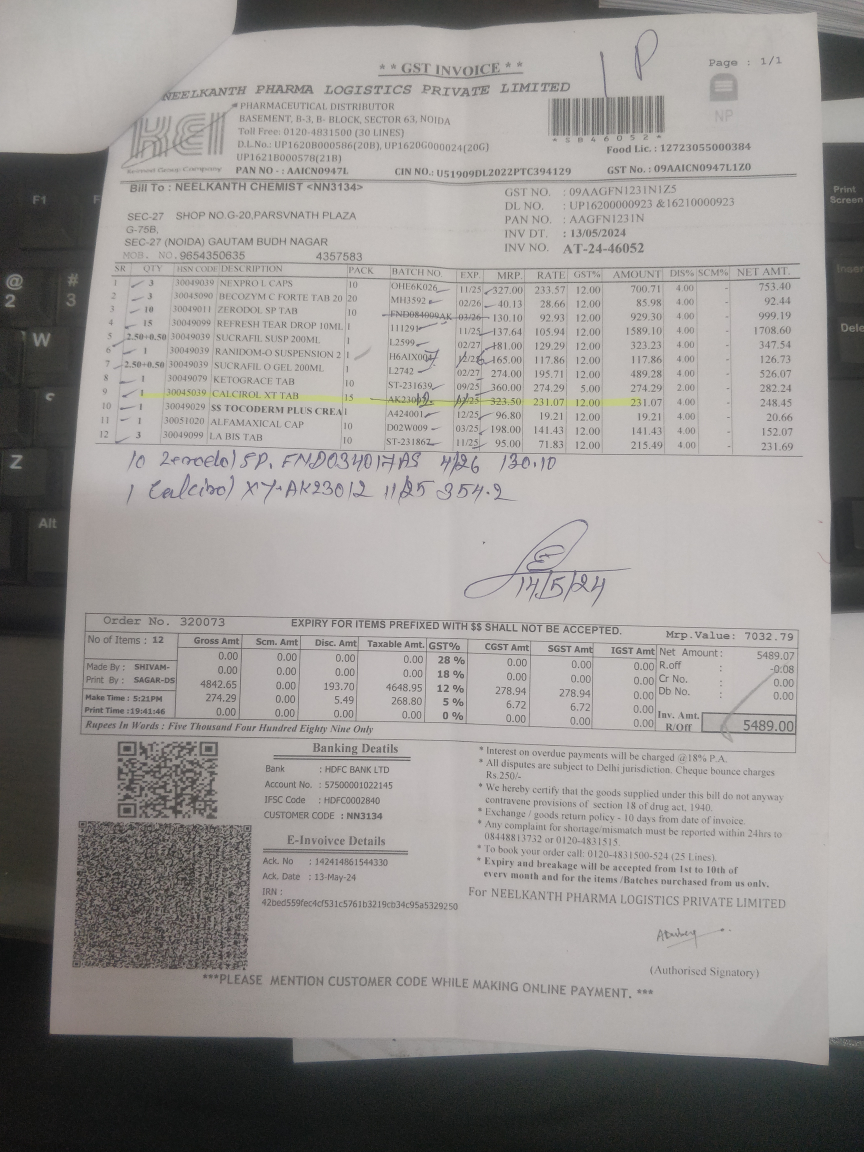 ** GST INVOICE **
1 P
Page : 1/1
NEELKANTH PHARMA LOGISTICS PRIVATE LIMITED
NP
PHARMACEUTICAL DISTRIBUTOR
BASEMENT, B-3, B- BLOCK, SECTOR 63, NOIDA
Toll Free: 0120-4831500 (30 LINES)
*5846052*
D.L.No.: UP1620B000586(20B), UP1620G000024(20G)
Food Lic. : 12723055000384
UP1621B000578(21B)
PAN NO - : AAICN0947L CIN NO.: U51909DL2022PTC394129 GST No. : 09AAICN0947L1Z0
Bill To : NEELKANTH CHEMIST <NN3134>
SEC-27 SHOP NO.G-20,PARSVNATH PLAZA
G-75B,
SEC-27 (NOIDA) GAUTAM BUDH NAGAR
MOB. NO.9654350635 4357583
GST NO. : 09AAGFN1231N1Z5
DL NO. : UP16200000923 &16210000923
PAN NO. : AAGFN1231N
INV DT. : 13/05/2024
INV NO. AT-24-46052
SR QTY HSN CODE DESCRIPTION PACK BATCH NO. EXP. MRP. RATE GST% AMOUNT DIS% SCM% NET AMT.
1 3 30049039 NEXPRO L CAPS 10 OHE6K026 11/25 327.00 233.57 12.00 700.71 4.00 - 753.40
2 3 30045090 BECOZYM C FORTE TAB 20 20 MH3592 02/26 40.13 28.66 12.00 85.98 4.00 - 92.44
3 10 30049011 ZERODOL SP TAB 10 FND084009AK 03/26 130.10 92.93 12.00 929.30 4.00 - 999.19
4 15 30049099 REFRESH TEAR DROP 10ML 1 111291 11/25 137.64 105.94 12.00 1589.10 4.00 - 1708.60
5 2.50+0.50 30049039 SUCRAFIL SUSP 200ML 1 L2599 02/27 181.00 129.29 12.00 323.23 4.00 - 347.54
6 1 30049039 RANIDOM-O SUSPENSION 2 1 165.00 117.86 12.00 117.86 4.00 - 126.73
7 2.50+0.50 30049039 SUCRAFIL O GEL 200ML 1 L2742 02/27 274.00 195.71 12.00 489.28 4.00 - 526.07
8 1 30049079 KETOGRACE TAB 10 ST-231639 09/25 360.00 274.29 5.00 274.29 2.00 - 282.24
9 1 30045039 CALCIROL XT TAB 15 323.50 231.07 12.00 231.07 4.00 - 248.45
10 1 30049029 $$ TOCODERM PLUS CREA 1 A424001 12/25 96.80 19.21 12.00 19.21 4.00 - 20.66
11 1 30051020 ALFAMAXICAL CAP 10 D02W009 03/25 198.00 141.43 12.00 141.43 4.00 - 152.07
12 3 30049099 LA BIS TAB 10 ST-231867 11/25 95.00 71.83 12.00 215.49 4.00 - 231.69
10 Zerodol SP. FND034017AS 4/26 130.10
1 Calcirol XT-AK23012 11/25 354.2
14/5/24
Order No. 320073 EXPIRY FOR ITEMS PREFIXED WITH $$ SHALL NOT BE ACCEPTED. Mrp.Value: 7032.79
No of Items : 12
Made By : SHIVAM-
Print By : SAGAR-DS
Make Time : 5:21PM
Print Time :19:41:46
Gross Amt Scm. Amt Disc. Amt Taxable Amt. GST% CGST Amt SGST Amt IGST Amt
0.00 0.00 0.00 0.00 28 % 0.00 0.00 0.00
0.00 0.00 0.00 0.00 18 % 0.00 0.00 0.00
4842.65 0.00 193.70 4648.95 12 % 278.94 278.94 0.00
274.29 0.00 5.49 268.80 5 % 6.72 6.72 0.00
0.00 0.00 0.00 0.00 0 % 0.00 0.00 0.00
Net Amount: 5489.07
R.off : -0.08
Cr No. : 0.00
Db No. : 0.00
Inv. Amt. R/Off 5489.00
Rupees In Words : Five Thousand Four Hundred Eighty Nine Only
Banking Deatils
Bank : HDFC BANK LTD
Account No. : 57500001022145
IFSC Code : HDFC0002840
CUSTOMER CODE : NN3134
E-Invoivce Details
Ack. No : 142414861544330
Ack. Date : 13-May-24
IRN :
42bed559fec4cf531c5761b3219cb34c95a5329250
* Interest on overdue payments will be charged @18% P.A.
* All disputes are subject to Delhi jurisdiction. Cheque bounce charges
Rs.250/-
* We hereby certify that the goods supplied under this bill do not anyway
contravene provisions of section 18 of drug act, 1940.
* Exchange / goods return policy - 10 days from date of invoice.
* Any complaint for shortage/mismatch must be reported within 24hrs to
08448813732 or 0120-4831515.
* To book your order call: 0120-4831500-524 (25 Lines).
* Expiry and breakage will be accepted from 1st to 10th of
every month and for the items /Batches purchased from us only.
For NEELKANTH PHARMA LOGISTICS PRIVATE LIMITED
(Authorised Signatory)
***PLEASE MENTION CUSTOMER CODE WHILE MAKING ONLINE PAYMENT. ***
F1
@
2
#
3
W
Z
Alt
Print
Screen